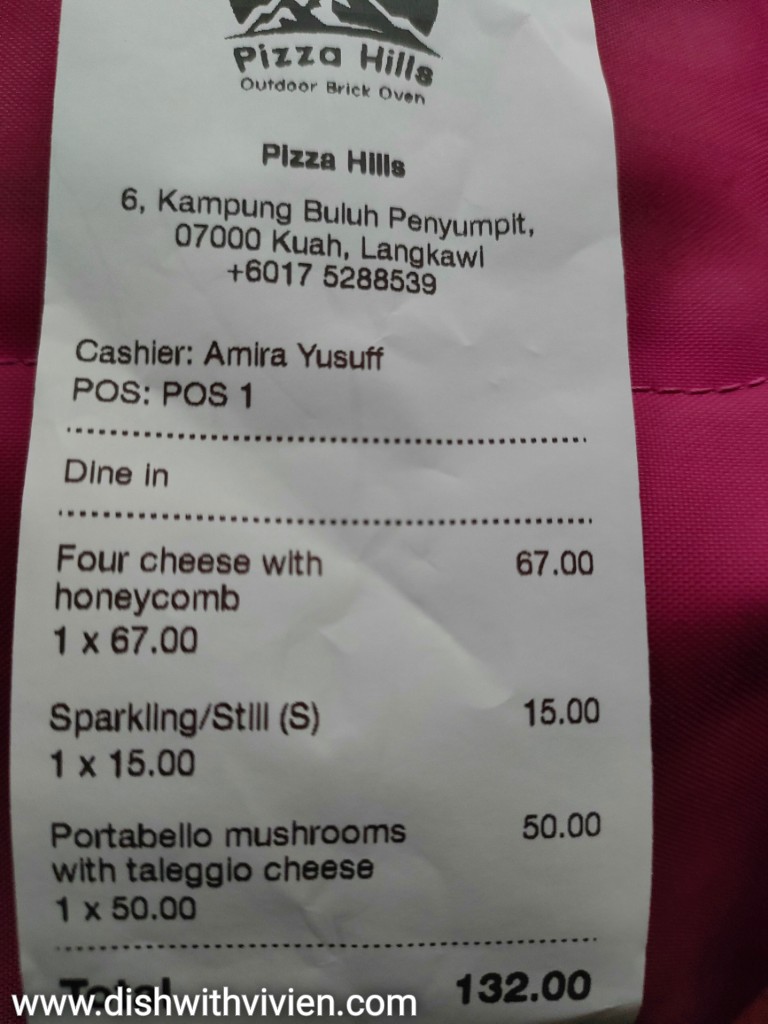 Pizza Hills
Outdoor Brick Oven
Pizza Hills
6, Kampung Buluh Penyumpit,
07000 Kuah, Langkawi
+6017 5288539
Cashier: Amira Yusuff
POS: POS 1
Dine in
Four cheese with 67.00
honeycomb
1 x 67.00
Sparkling/Still (S) 15.00
1 x 15.00
Portabello mushrooms 50.00
with taleggio cheese
1 x 50.00
Total 132.00
www.dishwithvivien.com